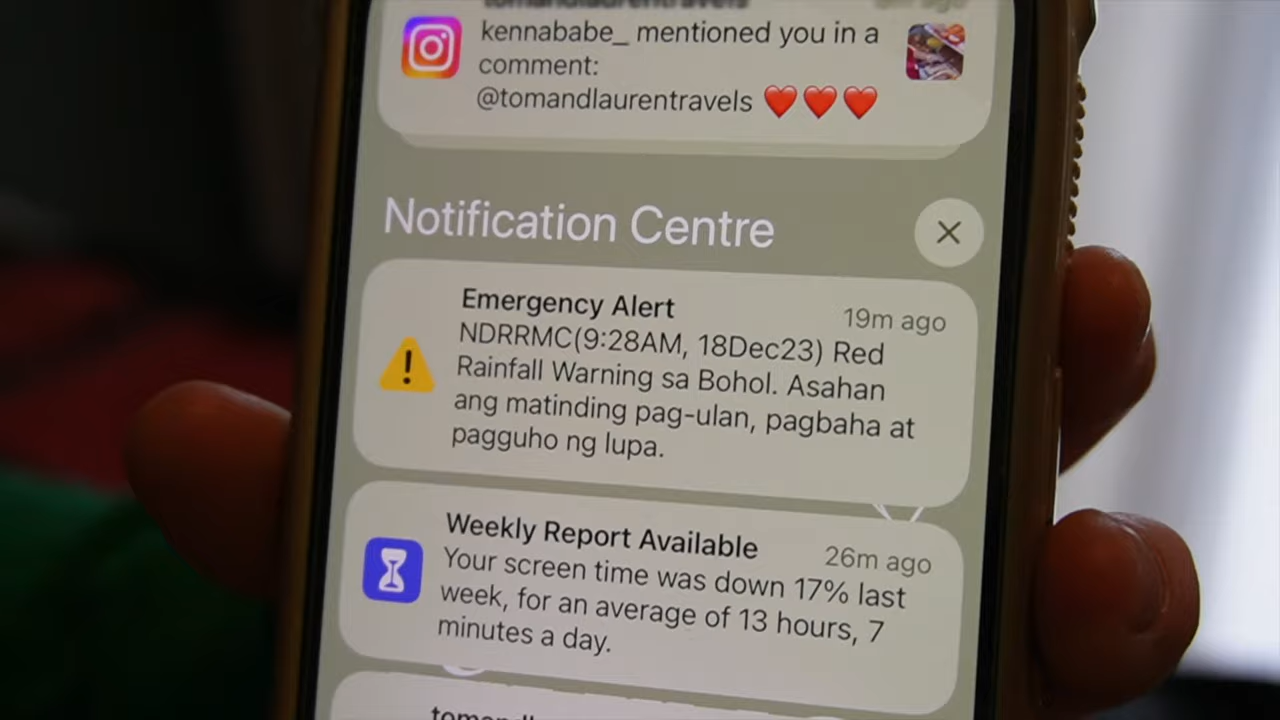 tomandlaurentravels
kennababe_ mentioned you in a
comment:
@tomandlaurentravels ❤️❤️❤️
Notification Centre
Emergency Alert
19m ago
NDRRMC(9:28AM, 18Dec23) Red
Rainfall Warning sa Bohol. Asahan
ang matinding pag-ulan, pagbaha at
pagguho ng lupa.
Weekly Report Available
26m ago
Your screen time was down 17% last
week, for an average of 13 hours, 7
minutes a day.